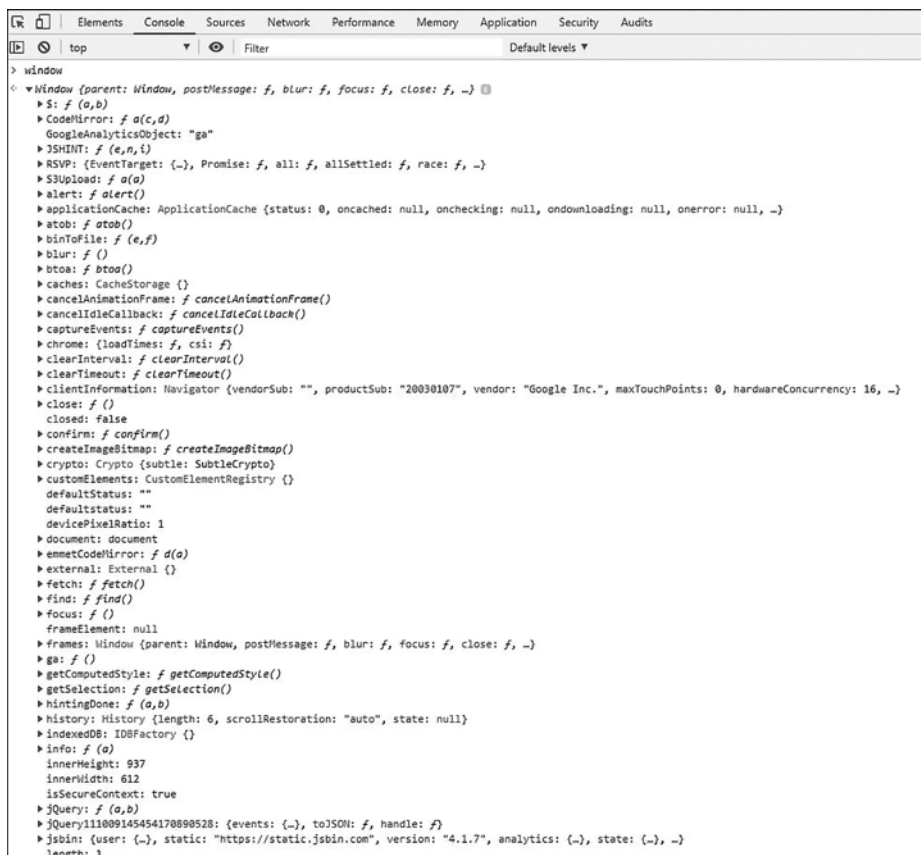 Elements Console Sources Network Performance Memory Application Security Audits
top ▼ Filter Default levels ▼
> window
▼Window {parent: Window, postMessage: ƒ, blur: ƒ, focus: ƒ, close: ƒ, …}
▶$: ƒ (a,b)
▶CodeMirror: ƒ a(c,d)
GoogleAnalyticsObject: "ga"
▶JSHINT: ƒ (e,n,i)
▶RSVP: {EventTarget: {…}, Promise: ƒ, all: ƒ, allSettled: ƒ, race: ƒ, …}
▶S3Upload: ƒ a(a)
▶alert: ƒ alert()
▶applicationCache: ApplicationCache {status: 0, oncached: null, onchecking: null, ondownloading: null, onerror: null, …}
▶atob: ƒ atob()
▶binToFile: ƒ (e,f)
▶blur: ƒ ()
▶btoa: ƒ btoa()
▶caches: CacheStorage {}
▶cancelAnimationFrame: ƒ cancelAnimationFrame()
▶cancelIdleCallback: ƒ cancelIdleCallback()
▶captureEvents: ƒ captureEvents()
▶chrome: {loadTimes: ƒ, csi: ƒ}
▶clearInterval: ƒ clearInterval()
▶clearTimeout: ƒ clearTimeout()
▶clientInformation: Navigator {vendorSub: "", productSub: "20030107", vendor: "Google Inc.", maxTouchPoints: 0, hardwareConcurrency: 16, …}
▶close: ƒ ()
closed: false
▶confirm: ƒ confirm()
▶createImageBitmap: ƒ createImageBitmap()
▶crypto: Crypto {subtle: SubtleCrypto}
▶customElements: CustomElementRegistry {}
defaultStatus: ""
defaultstatus: ""
devicePixelRatio: 1
▶document: document
▶emmetCodeMirror: ƒ d(a)
▶external: External {}
▶fetch: ƒ fetch()
▶find: ƒ find()
▶focus: ƒ ()
frameElement: null
▶frames: Window {parent: Window, postMessage: ƒ, blur: ƒ, focus: ƒ, close: ƒ, …}
▶ga: ƒ ()
▶getComputedStyle: ƒ getComputedStyle()
▶getSelection: ƒ getSelection()
▶hintingDone: ƒ (a,b)
▶history: History {length: 6, scrollRestoration: "auto", state: null}
▶indexedDB: IDBFactory {}
▶info: ƒ (a)
innerHeight: 937
innerWidth: 612
isSecureContext: true
▶jQuery: ƒ (a,b)
▶jQuery111009145454170890528: {events: {…}, toJSON: ƒ, handle: ƒ}
▶jsbin: {user: {…}, static: "https://static.jsbin.com", version: "4.1.7", analytics: {…}, state: {…}, …}
length: 1